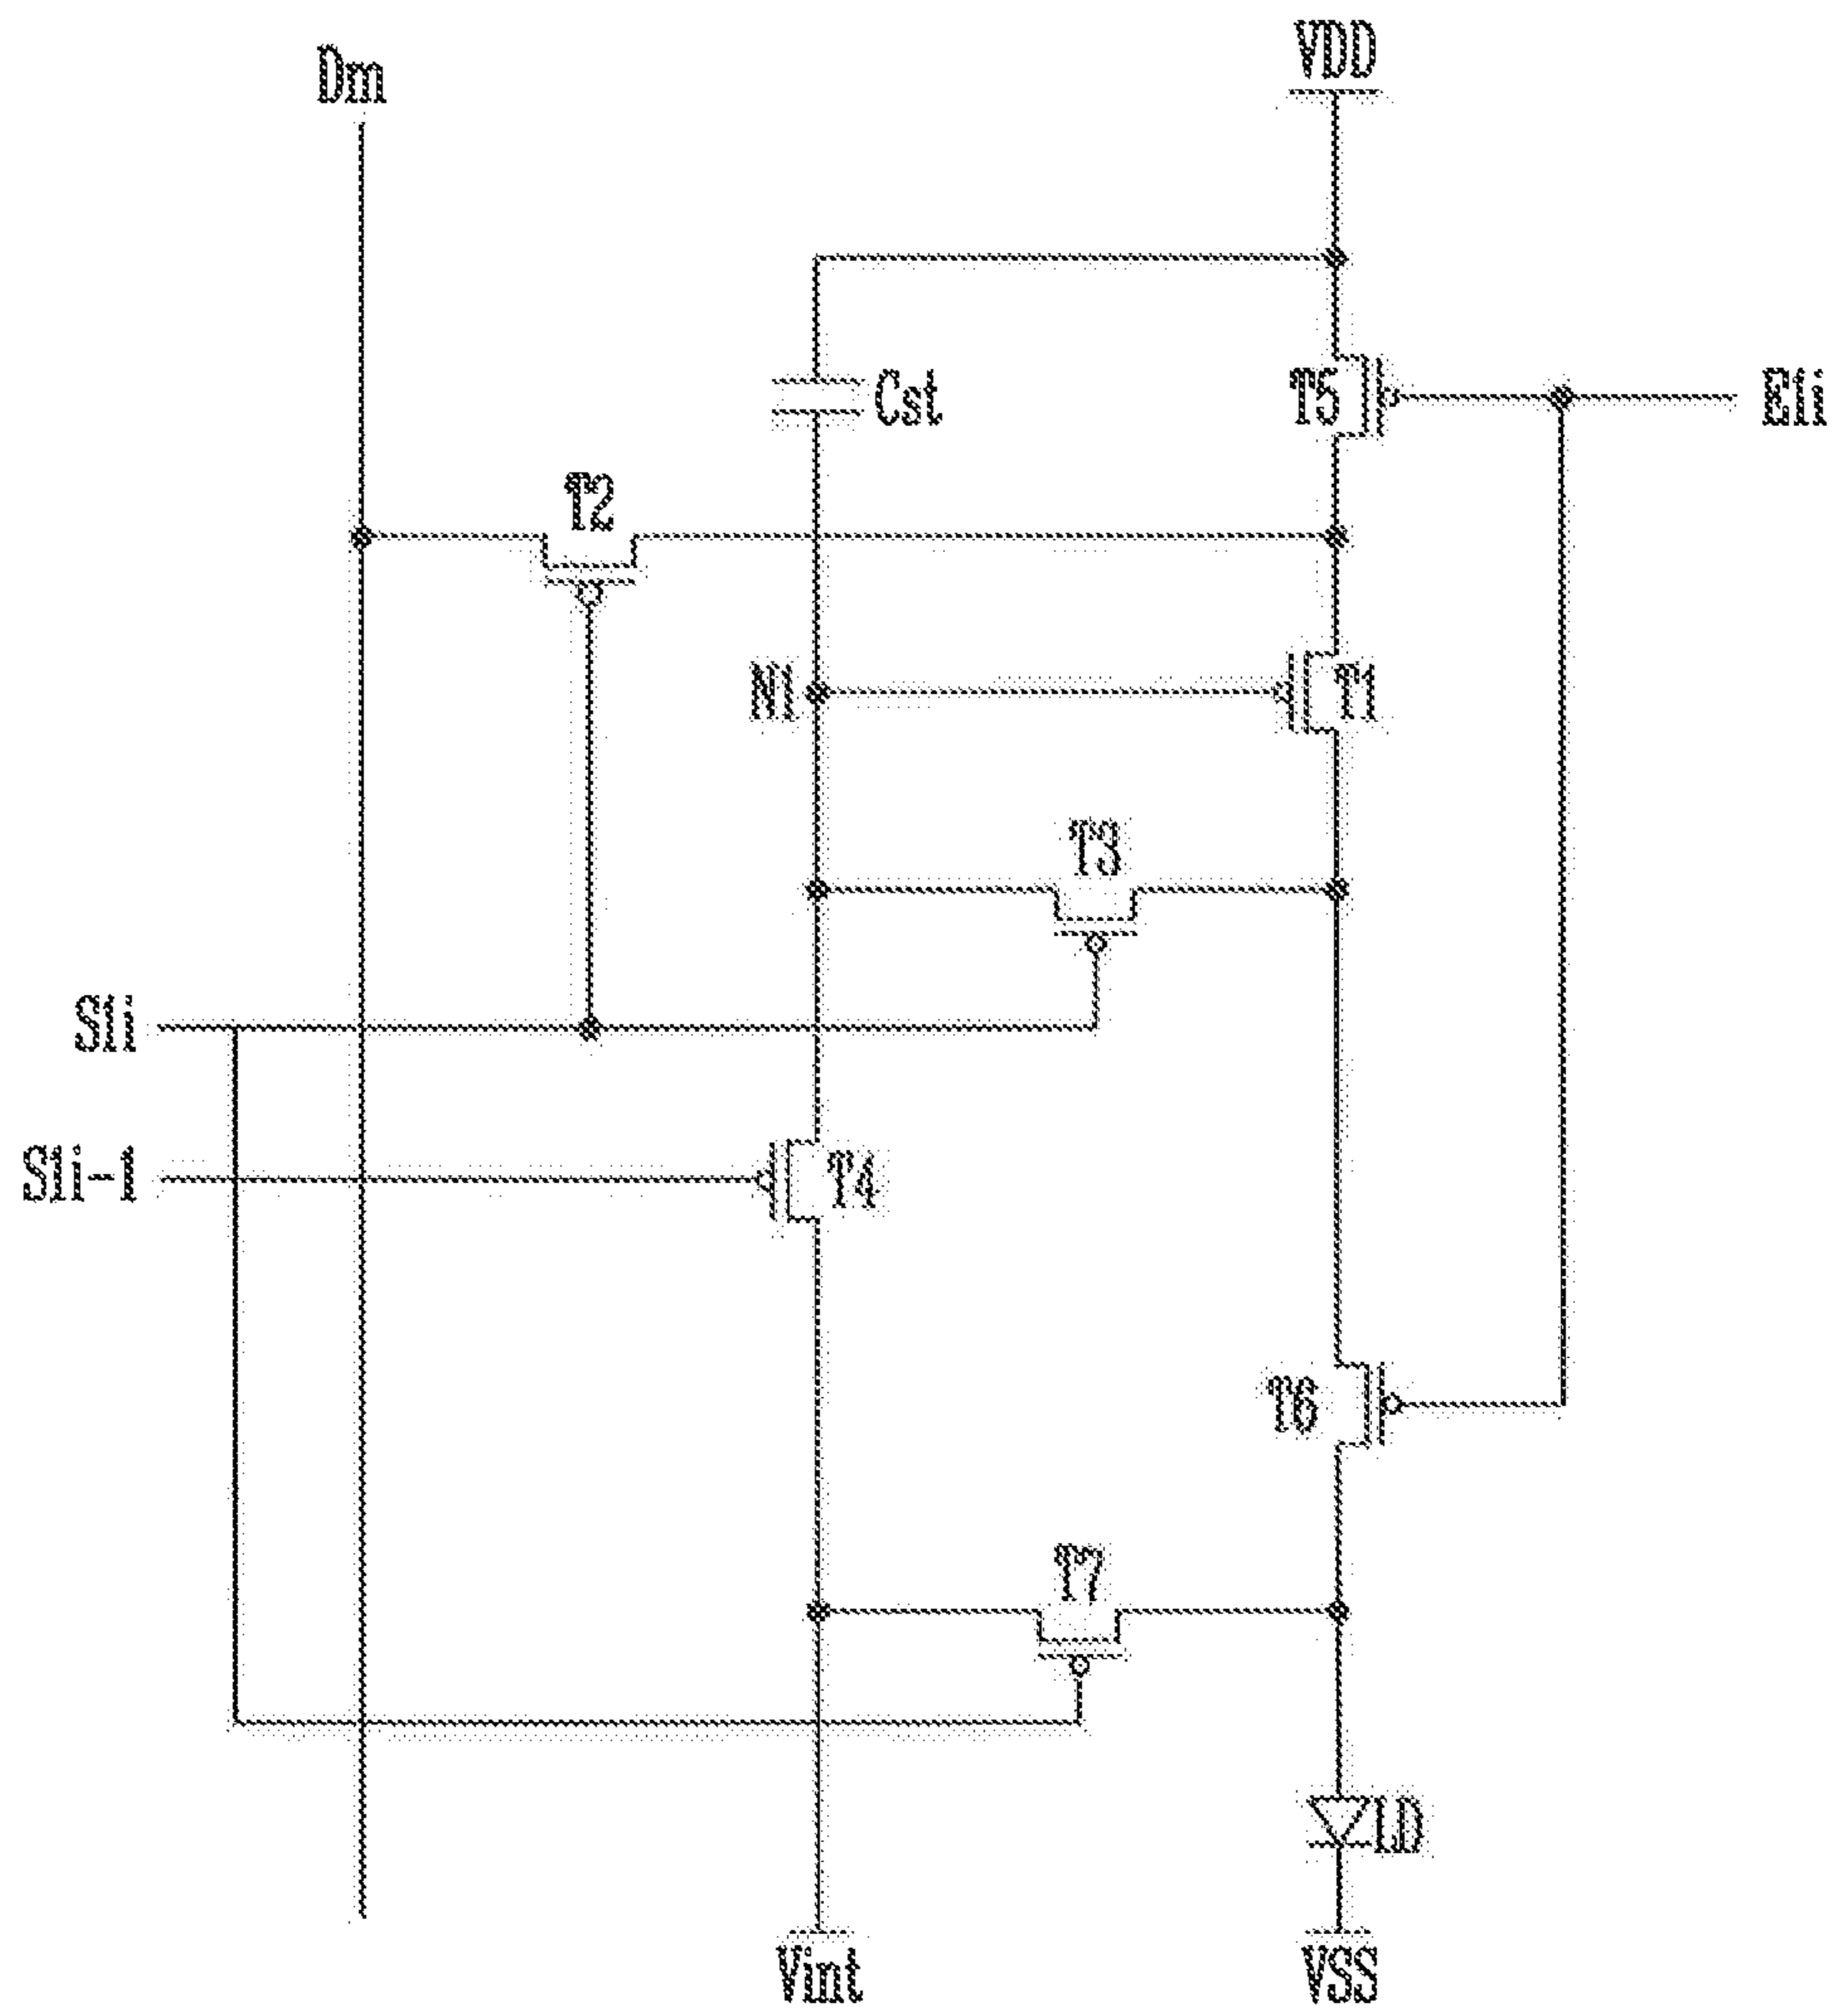 Dm
VDD
Cst
T5
E1i
T2
N1
T1
T3
S1i
S1i-1
T4
T6
T7
LD
Vint
VSS